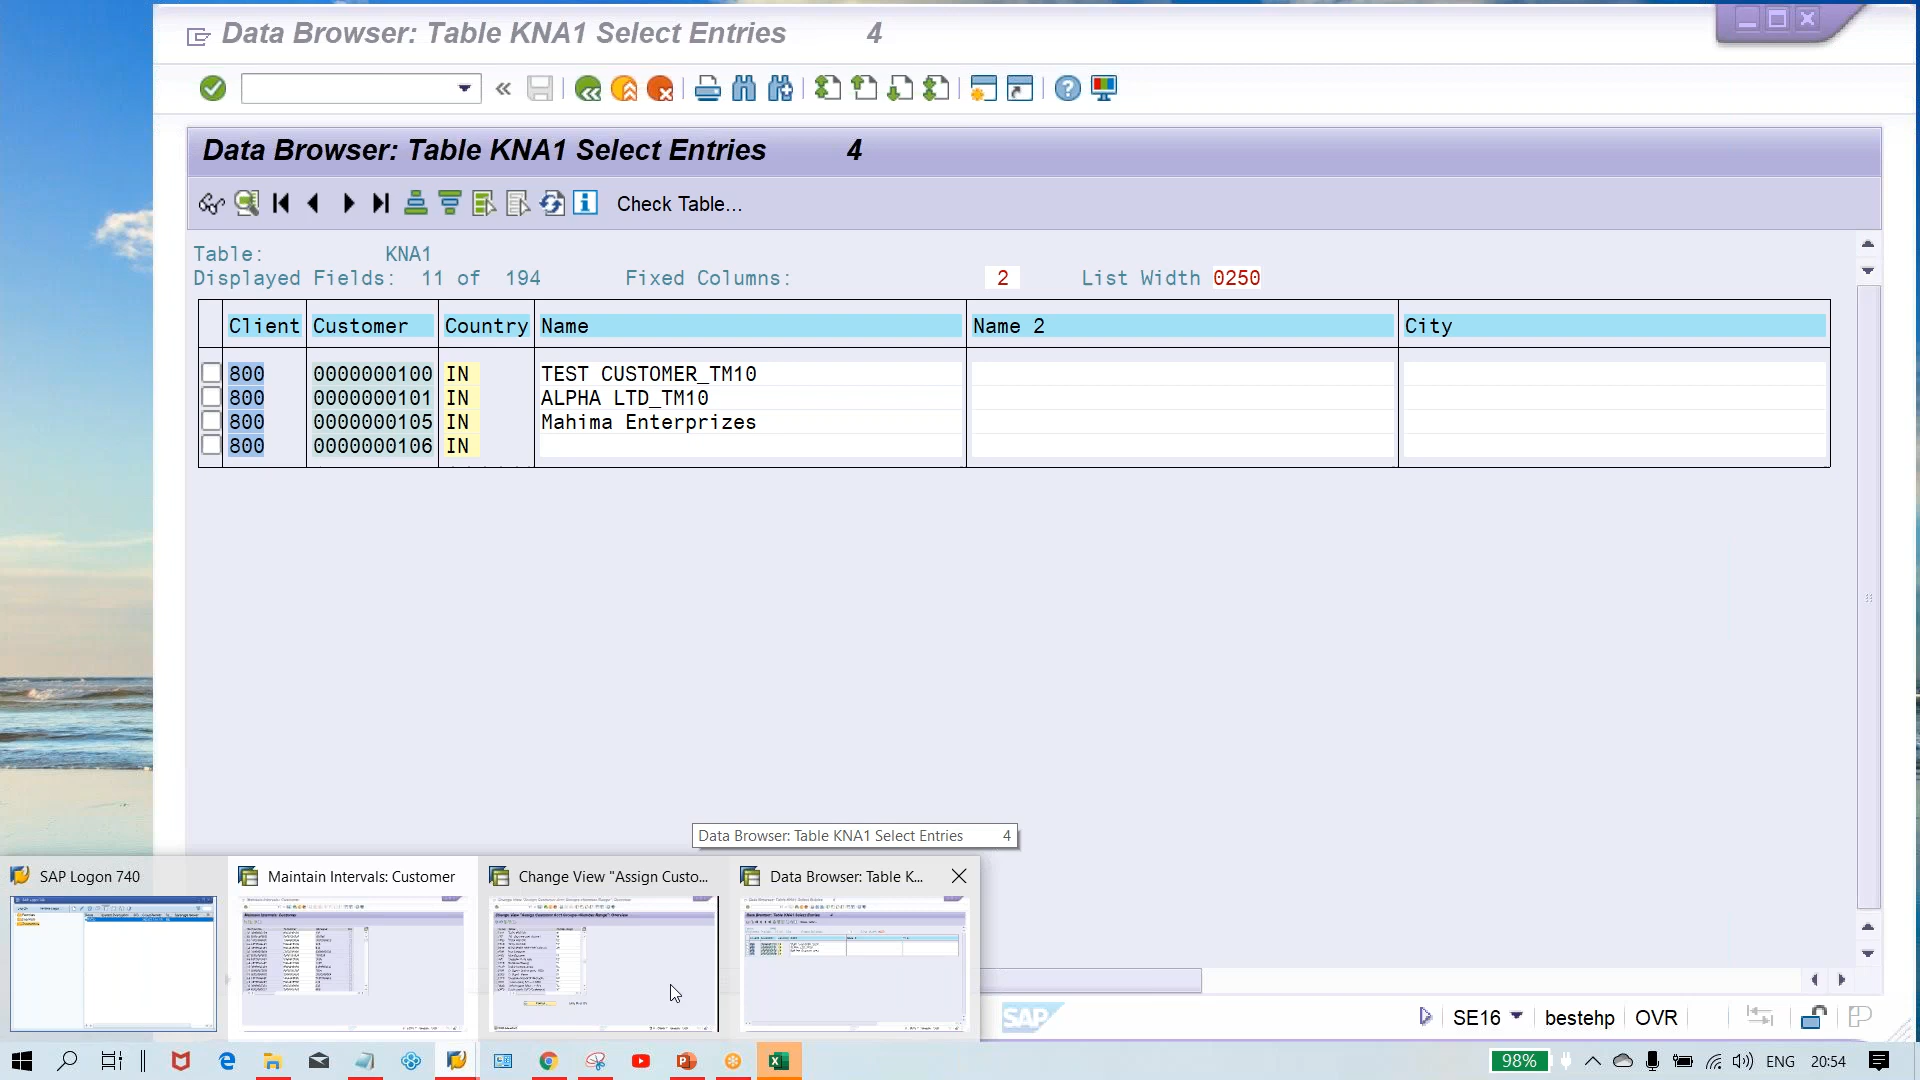 Data Browser: Table KNA1 Select Entries 4
Data Browser: Table KNA1 Select Entries 4
Check Table...
Table: KNA1
Displayed Fields: 11 of 194 Fixed Columns: 2 List Width 0250
Client Customer Country Name Name 2 City
800 0000000100 IN TEST CUSTOMER_TM10
800 0000000101 IN ALPHA LTD_TM10
800 0000000105 IN Mahima Enterprizes
800 0000000106 IN
Data Browser: Table KNA1 Select Entries 4
SAP Logon 740
Maintain Intervals: Customer
Change View "Assign Custo...
Data Browser: Table K...
SAP
SE16
bestehp
OVR
98%
ENG
20:54